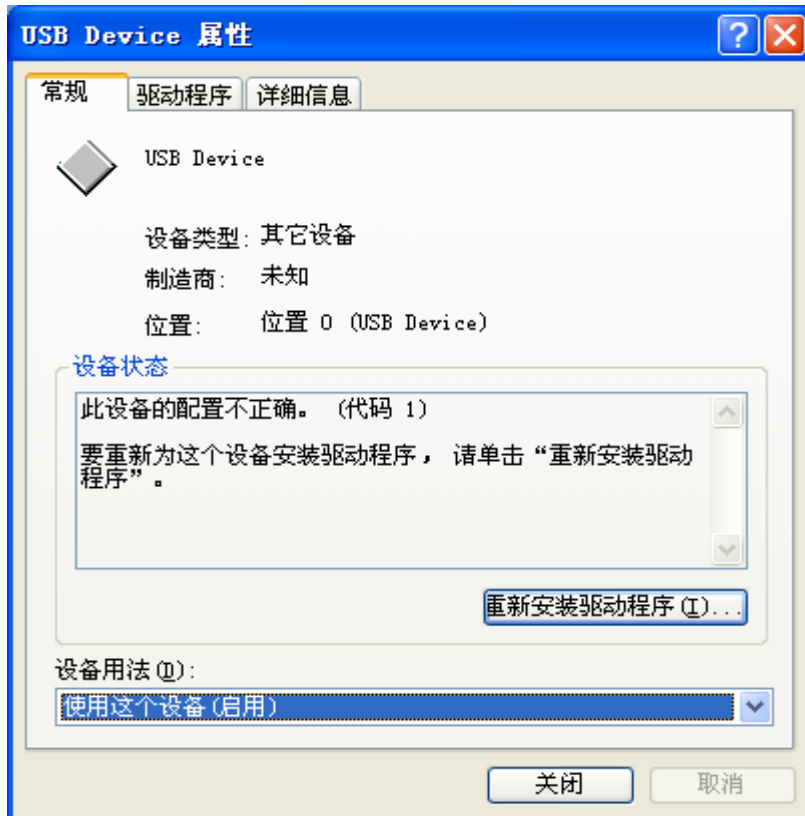 USB Device 属性
常规 驱动程序 详细信息
USB Device
设备类型: 其它设备
制造商: 未知
位置: 位置 0 (USB Device)
设备状态
此设备的配置不正确。 (代码 1)
要重新为这个设备安装驱动程序， 请单击“重新安装驱动
程序”。
重新安装驱动程序(I)...
设备用法(D):
使用这个设备(启用)
关闭 取消